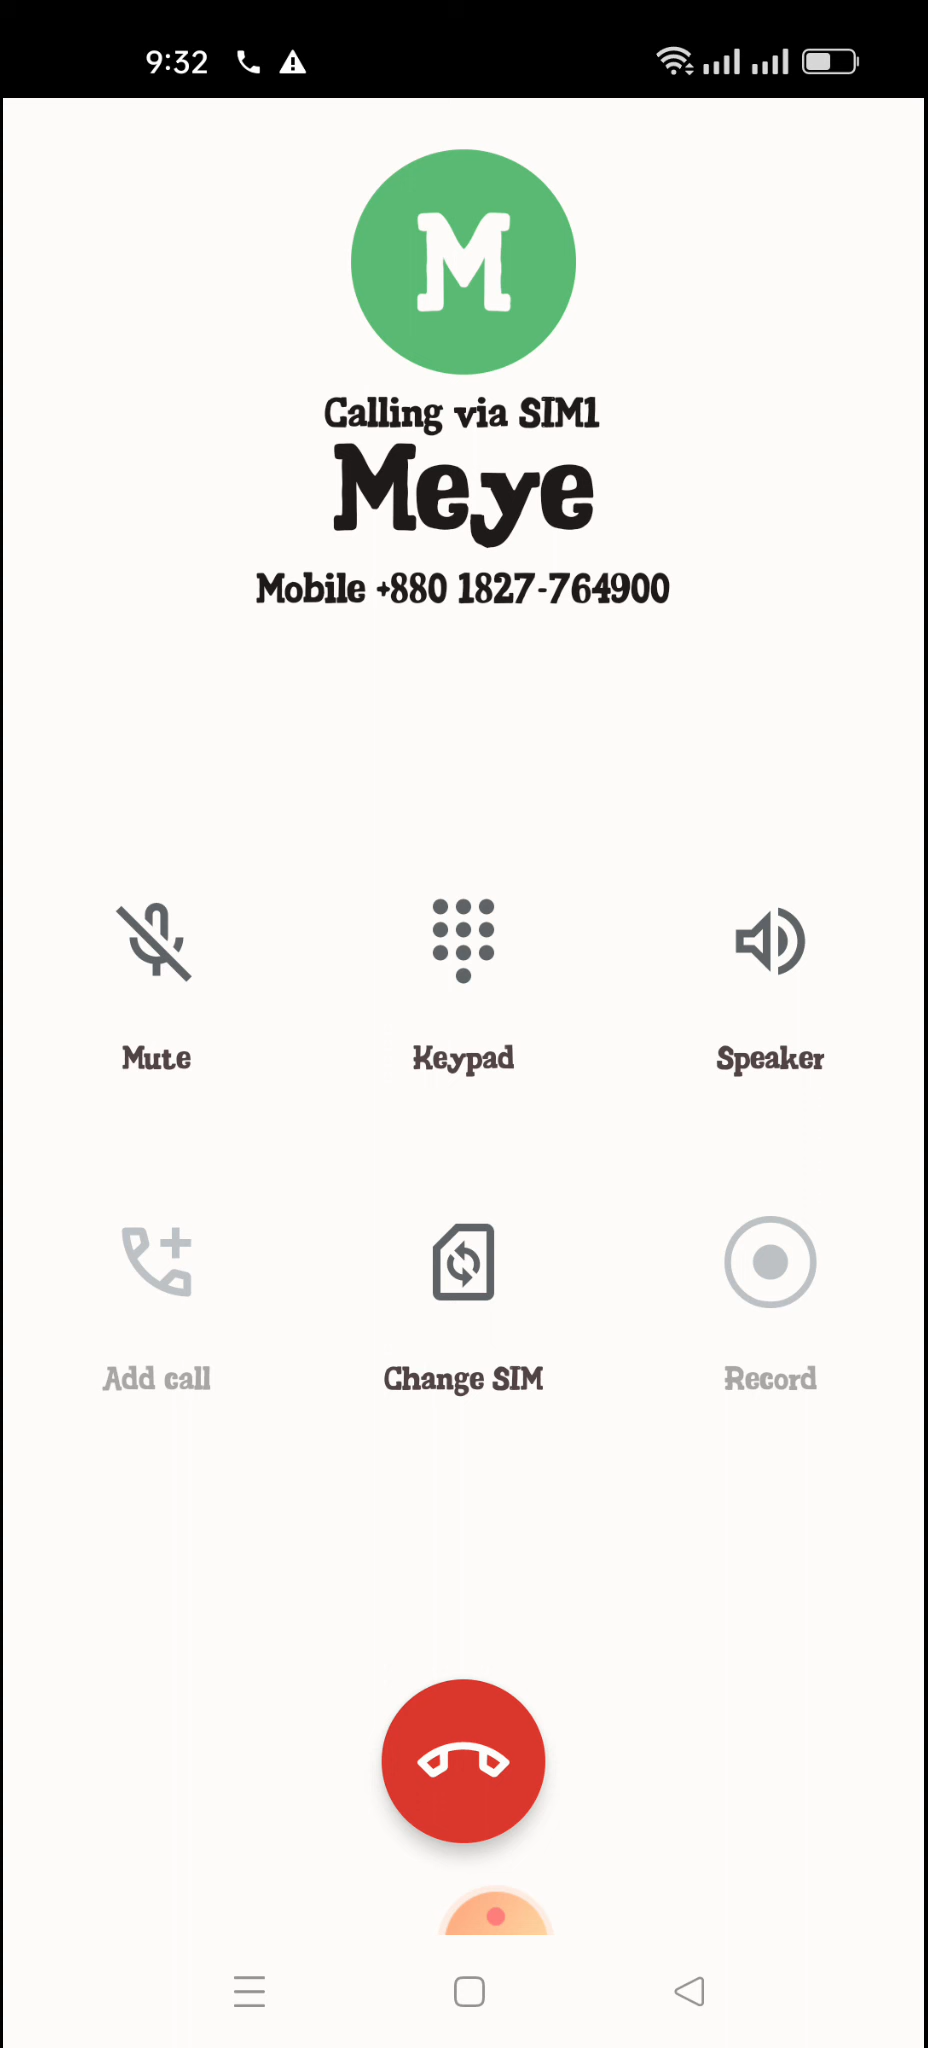 9:32
M
Calling via SIM1
Meye
Mobile +880 1827-764900
Mute
Keypad
Speaker
Add call
Change SIM
Record